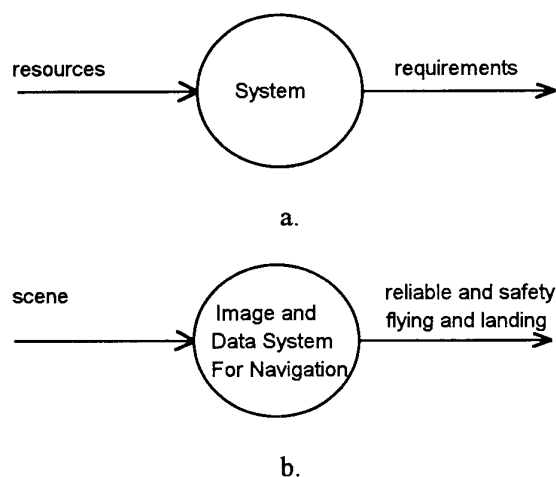 resources
System
requirements
a.
scene
Image and
Data System
For Navigation
reliable and safety
flying and landing
b.